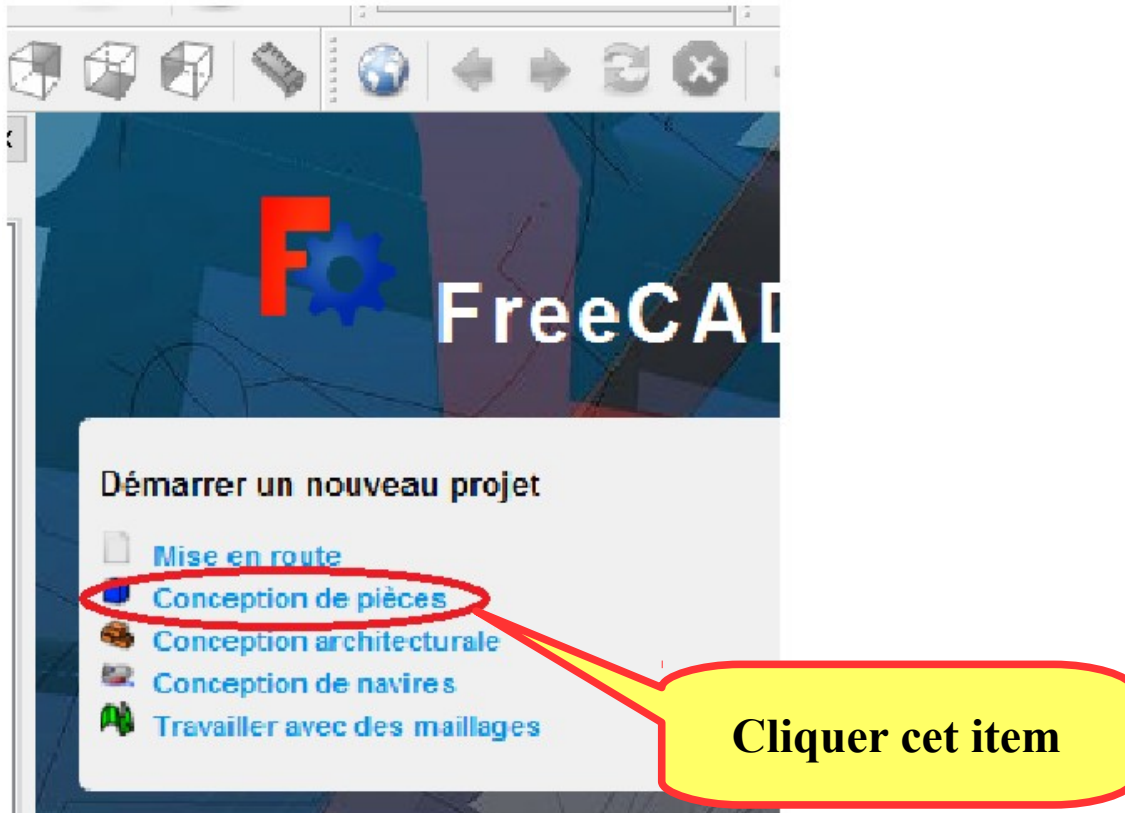 FreeCAD
Démarrer un nouveau projet
Mise en route
Conception de pièces
Conception architecturale
Conception de navires
Travailler avec des maillages
Cliquer cet item